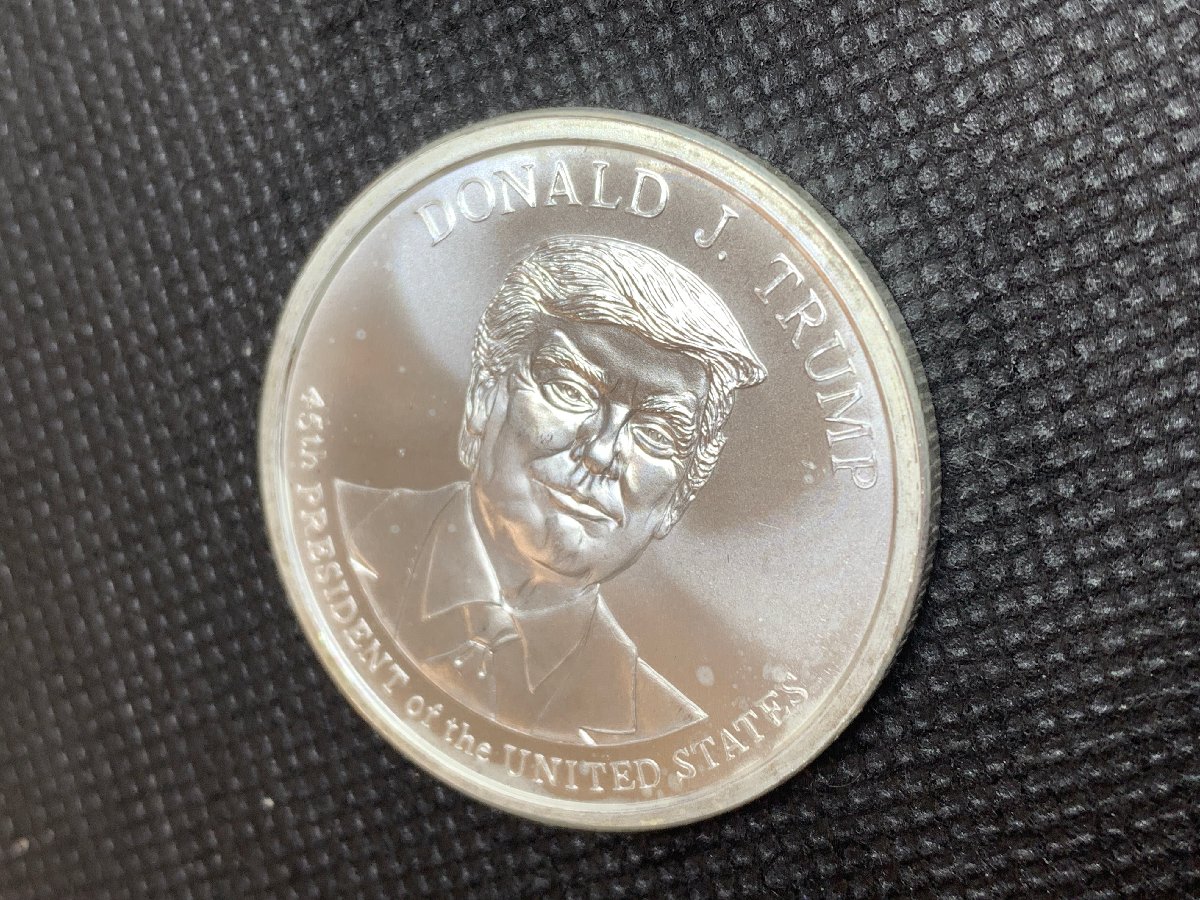 DONALD J. TRUMP
45th PRESIDENT of the UNITED STATES